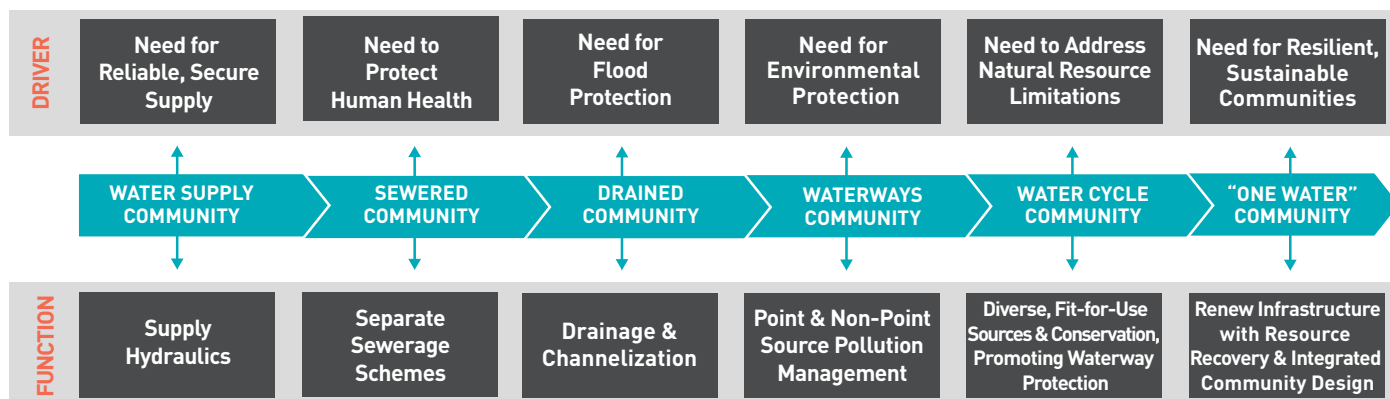 DRIVER
Need for
Reliable, Secure
Supply
Need to
Protect
Human Health
Need for
Flood
Protection
Need for
Environmental
Protection
Need to Address
Natural Resource
Limitations
Need for Resilient,
Sustainable
Communities
WATER SUPPLY
COMMUNITY
SEWERED
COMMUNITY
DRAINED
COMMUNITY
WATERWAYS
COMMUNITY
WATER CYCLE
COMMUNITY
“ONE WATER”
COMMUNITY
FUNCTION
Supply
Hydraulics
Separate
Sewerage
Schemes
Drainage &
Channelization
Point & Non-Point
Source Pollution
Management
Diverse, Fit-for-Use
Sources & Conservation,
Promoting Waterway
Protection
Renew Infrastructure
with Resource
Recovery & Integrated
Community Design